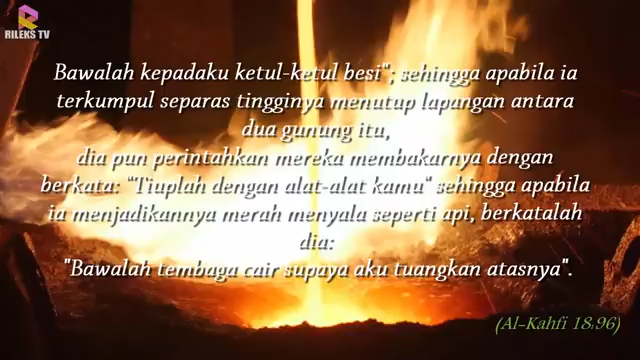 RILEKS TV
Bawalah kepadaku ketul-ketul besi"; sehingga apabila ia
terkumpul separas tingginya menutup lapangan antara
dua gunung itu,
dia pun perintahkan mereka membakarnya dengan
berkata: "Tiuplah dengan alat-alat kamu" sehingga apabila
ia menjadikannya merah menyala seperti api, berkatalah
dia:
"Bawalah tembaga cair supaya aku tuangkan atasnya".
(Al-Kahfi 18:96)